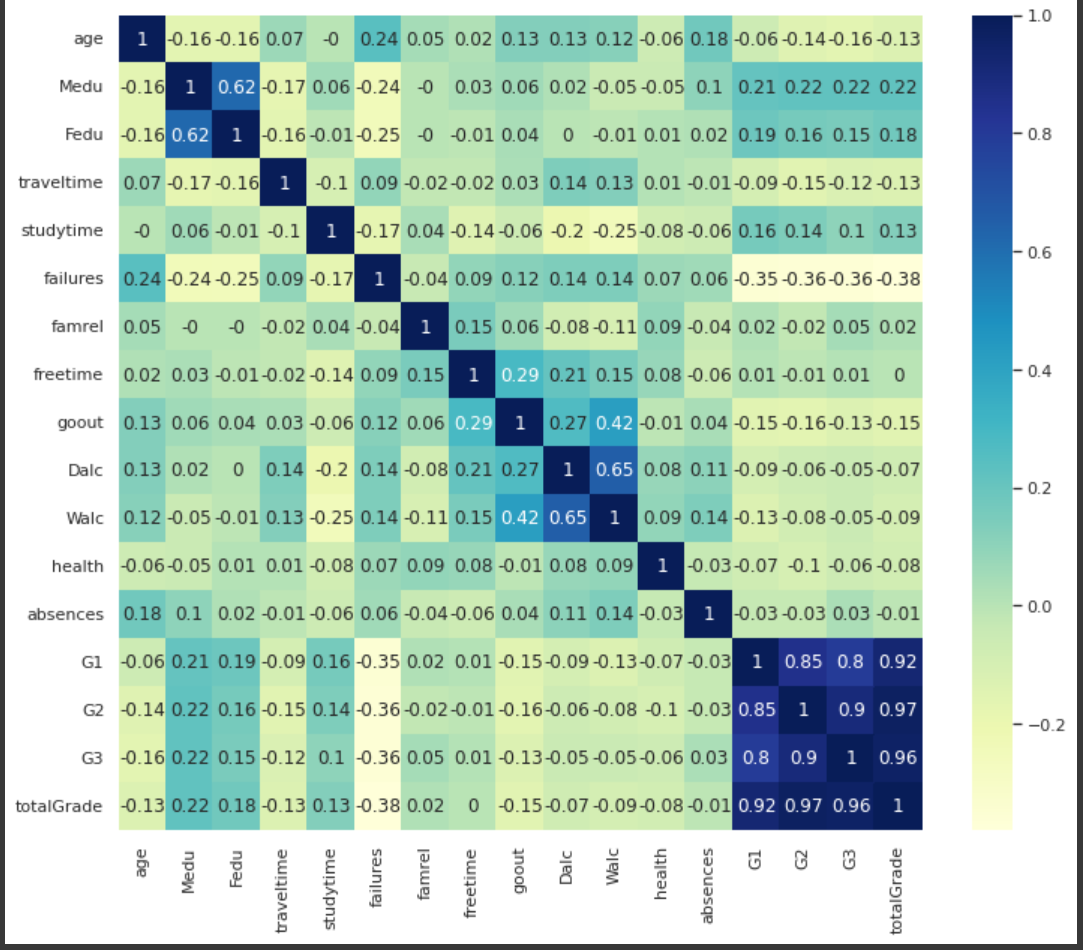 age 1 -0.16 -0.16 0.07 -0 0.24 0.05 0.02 0.13 0.13 0.12 -0.06 0.18 -0.06 -0.14 -0.16 -0.13
Medu -0.16 1 0.62 -0.17 0.06 -0.24 -0 0.03 0.06 0.02 -0.05 -0.05 0.1 0.21 0.22 0.22 0.22
Fedu -0.16 0.62 1 -0.16 -0.01 -0.25 -0 -0.01 0.04 0 -0.01 0.01 0.02 0.19 0.16 0.15 0.18
traveltime 0.07 -0.17 -0.16 1 -0.1 0.09 -0.02 -0.02 0.03 0.14 0.13 0.01 -0.01 -0.09 -0.15 -0.12 -0.13
studytime -0 0.06 -0.01 -0.1 1 -0.17 0.04 -0.14 -0.06 -0.2 -0.25 -0.08 -0.06 0.16 0.14 0.1 0.13
failures 0.24 -0.24 -0.25 0.09 -0.17 1 -0.04 0.09 0.12 0.14 0.14 0.07 0.06 -0.35 -0.36 -0.36 -0.38
famrel 0.05 -0 -0 -0.02 0.04 -0.04 1 0.15 0.06 -0.08 -0.11 0.09 -0.04 0.02 -0.02 0.05 0.02
freetime 0.02 0.03 -0.01 -0.02 -0.14 0.09 0.15 1 0.29 0.21 0.15 0.08 -0.06 0.01 -0.01 0.01 0
goout 0.13 0.06 0.04 0.03 -0.06 0.12 0.06 0.29 1 0.27 0.42 -0.01 0.04 -0.15 -0.16 -0.13 -0.15
Dalc 0.13 0.02 0 0.14 -0.2 0.14 -0.08 0.21 0.27 1 0.65 0.08 0.11 -0.09 -0.06 -0.05 -0.07
Walc 0.12 -0.05 -0.01 0.13 -0.25 0.14 -0.11 0.15 0.42 0.65 1 0.09 0.14 -0.13 -0.08 -0.05 -0.09
health -0.06 -0.05 0.01 0.01 -0.08 0.07 0.09 0.08 -0.01 0.08 0.09 1 -0.03 -0.07 -0.1 -0.06 -0.08
absences 0.18 0.1 0.02 -0.01 -0.06 0.06 -0.04 -0.06 0.04 0.11 0.14 -0.03 1 -0.03 -0.03 0.03 -0.01
G1 -0.06 0.21 0.19 -0.09 0.16 -0.35 0.02 0.01 -0.15 -0.09 -0.13 -0.07 -0.03 1 0.85 0.8 0.92
G2 -0.14 0.22 0.16 -0.15 0.14 -0.36 -0.02 -0.01 -0.16 -0.06 -0.08 -0.1 -0.03 0.85 1 0.9 0.97
G3 -0.16 0.22 0.15 -0.12 0.1 -0.36 0.05 0.01 -0.13 -0.05 -0.05 -0.06 0.03 0.8 0.9 1 0.96
totalGrade -0.13 0.22 0.18 -0.13 0.13 -0.38 0.02 0 -0.15 -0.07 -0.09 -0.08 -0.01 0.92 0.97 0.96 1
age Medu Fedu traveltime studytime failures famrel freetime goout Dalc Walc health absences G1 G2 G3 totalGrade
1.0
0.8
0.6
0.4
0.2
0.0
−0.2